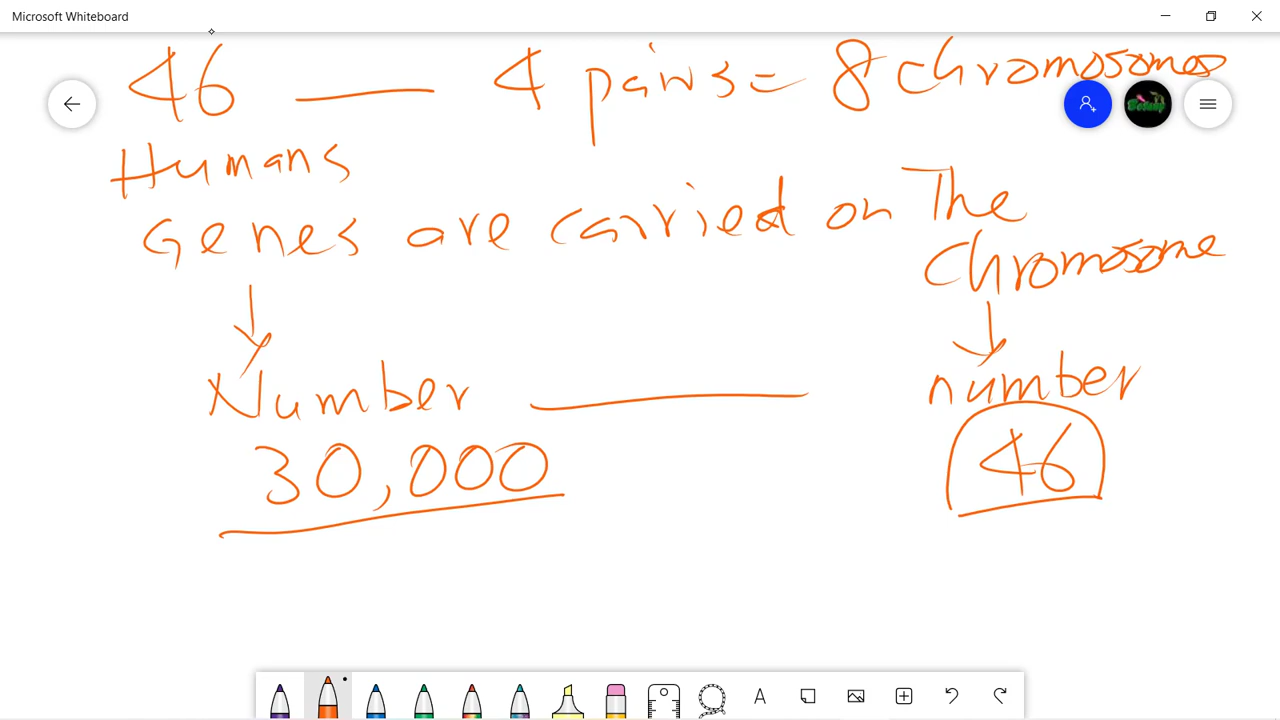 Microsoft Whiteboard
46 — 4 pairs = 8 chromosomes
Humans
Genes are carried on The
chromosome
Number — number
30,000 46
A